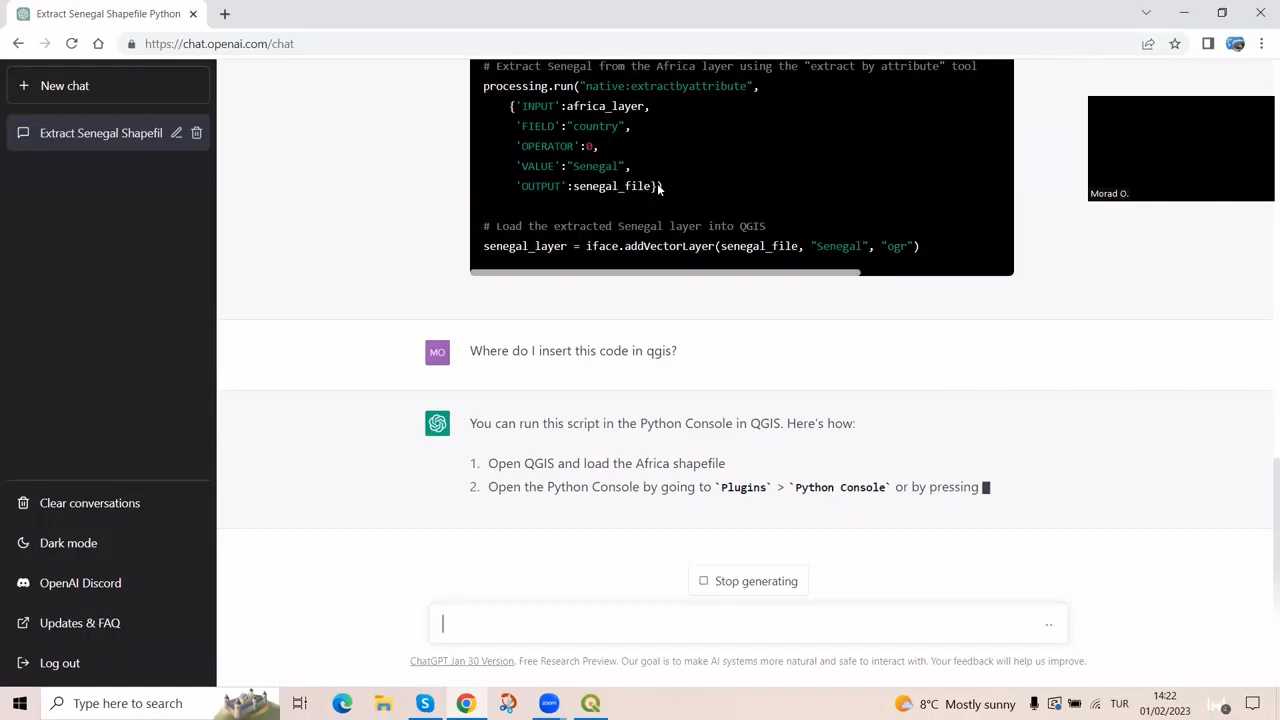 Extract Senegal Shapefile Python
https://chat.openai.com/chat
New chat
Extract Senegal Shapefil
Clear conversations
Dark mode
OpenAI Discord
Updates & FAQ
Log out
# Extract Senegal from the Africa layer using the "extract by attribute" tool
processing.run("native:extractbyattribute",
{'INPUT':africa_layer,
'FIELD':"country",
'OPERATOR':0,
'VALUE':"Senegal",
'OUTPUT':senegal_file})
# Load the extracted Senegal layer into QGIS
senegal_layer = iface.addVectorLayer(senegal_file, "Senegal", "ogr")
Morad O.
MO
Where do I insert this code in qgis?
You can run this script in the Python Console in QGIS. Here's how:
1. Open QGIS and load the Africa shapefile
2. Open the Python Console by going to `Plugins` > `Python Console` or by pressing
Stop generating
ChatGPT Jan 30 Version. Free Research Preview. Our goal is to make AI systems more natural and safe to interact with. Your feedback will help us improve.
Type here to search
S
zoom
8°C Mostly sunny
TUR
14:22
01/02/2023